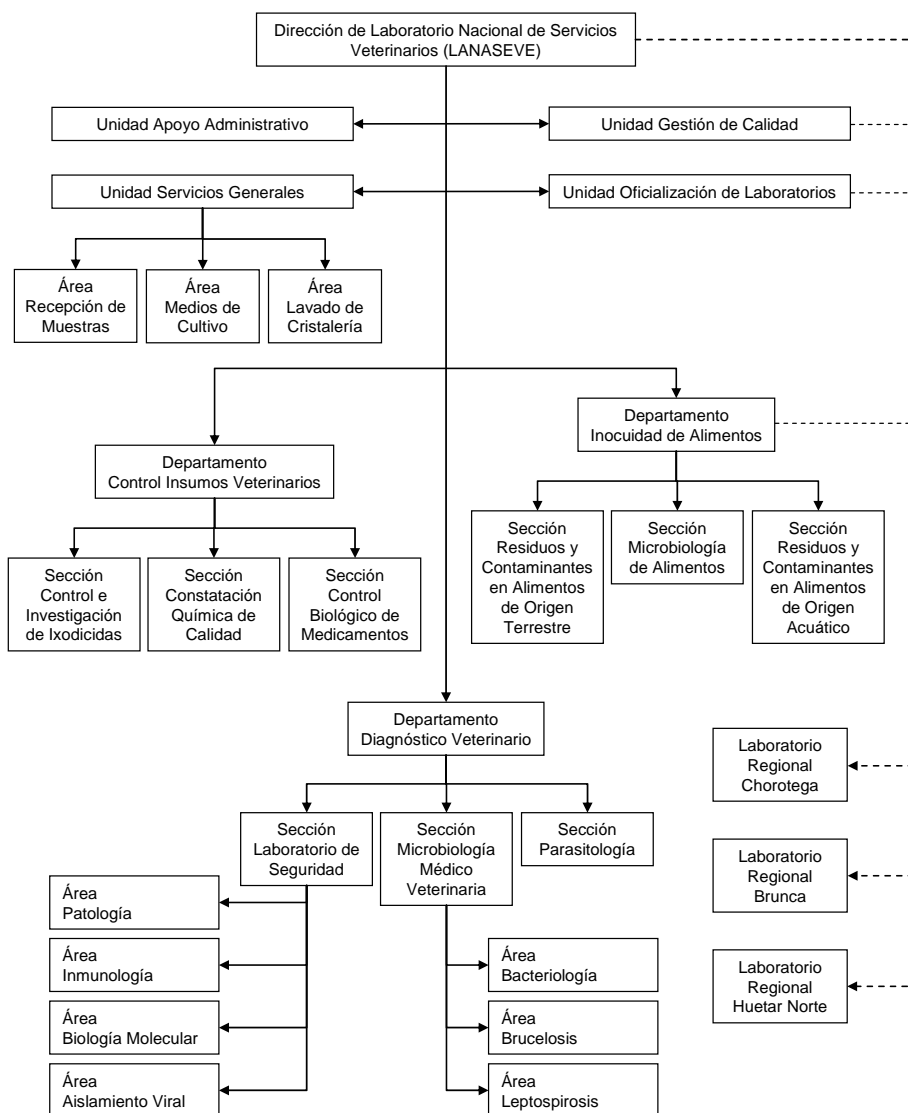 Dirección de Laboratorio Nacional de Servicios
Veterinarios (LANASEVE)
Unidad Apoyo Administrativo
Unidad Gestión de Calidad
Unidad Servicios Generales
Unidad Oficialización de Laboratorios
Área
Recepción de
Muestras
Área
Medios de
Cultivo
Área
Lavado de
Cristalería
Departamento
Inocuidad de Alimentos
Departamento
Control Insumos Veterinarios
Sección
Residuos y
Contaminantes
en Alimentos
de Origen
Terrestre
Sección
Microbiología
de Alimentos
Sección
Residuos y
Contaminantes
en Alimentos
de Origen
Acuático
Sección
Control e
Investigación
de Ixodicidas
Sección
Constatación
Química de
Calidad
Sección
Control
Biológico de
Medicamentos
Departamento
Diagnóstico Veterinario
Laboratorio
Regional
Chorotega
Sección
Laboratorio de
Seguridad
Sección
Microbiología
Médico
Veterinaria
Sección
Parasitología
Laboratorio
Regional
Brunca
Área
Patología
Área
Inmunología
Área
Biología Molecular
Área
Aislamiento Viral
Área
Bacteriología
Área
Brucelosis
Área
Leptospirosis
Laboratorio
Regional
Huetar Norte